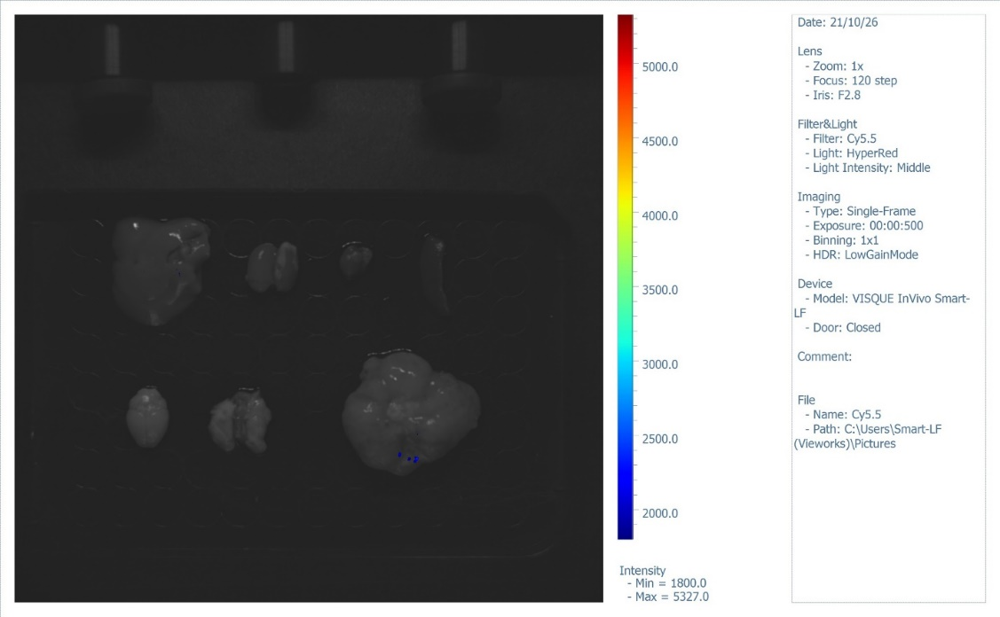 5000.0
4500.0
4000.0
3500.0
3000.0
2500.0
2000.0
Intensity
- Min = 1800.0
- Max = 5327.0
Date: 21/10/26
Lens
- Zoom: 1x
- Focus: 120 step
- Iris: F2.8
Filter&Light
- Filter: Cy5.5
- Light: HyperRed
- Light Intensity: Middle
Imaging
- Type: Single-Frame
- Exposure: 00:00:500
- Binning: 1x1
- HDR: LowGainMode
Device
- Model: VISQUE InVivo Smart-
LF
- Door: Closed
Comment:
File
- Name: Cy5.5
- Path: C:\Users\Smart-LF
(Vieworks)\Pictures